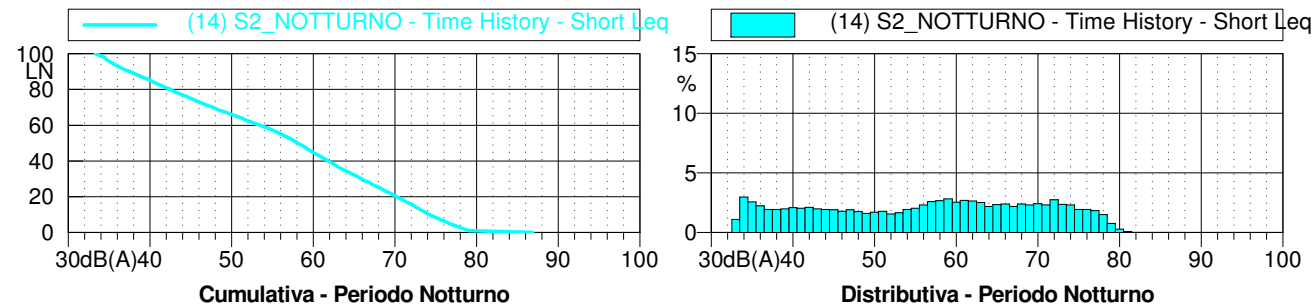 (14) S2_NOTTURNO - Time History - Short Leq
100
LN
80
60
40
20
0
30dB(A)40 50 60 70 80 90 100
Cumulativa - Periodo Notturno
(14) S2_NOTTURNO - Time History - Short Leq
15
%
10
5
0
30dB(A)40 50 60 70 80 90 100
Distributiva - Periodo Notturno